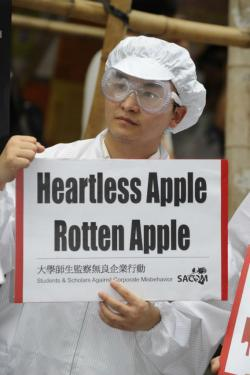 Heartless Apple
Rotten Apple
大學師生監察無良企業行動
Students & Scholars Against Corporate Misbehavior
SACOM